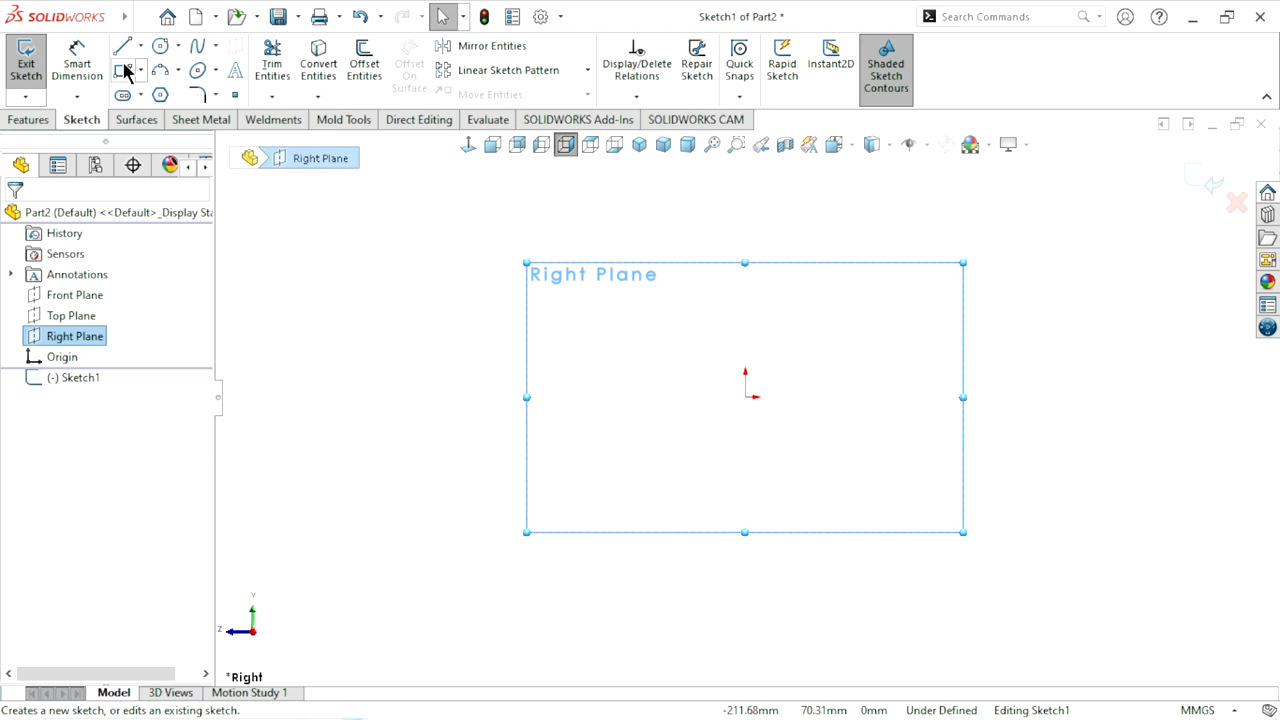 SOLIDWORKS
Sketch1 of Part2 *
Search Commands
Exit Sketch
Smart Dimension
Trim Entities
Convert Entities
Offset Entities
Offset On Surface
Mirror Entities
Linear Sketch Pattern
Move Entities
Display/Delete Relations
Repair Sketch
Quick Snaps
Rapid Sketch
Instant2D
Shaded Sketch Contours
Features
Sketch
Surfaces
Sheet Metal
Weldments
Mold Tools
Direct Editing
Evaluate
SOLIDWORKS Add-Ins
SOLIDWORKS CAM
Right Plane
Part2 (Default) <<Default>_Display Sta
History
Sensors
Annotations
Front Plane
Top Plane
Right Plane
Origin
(-) Sketch1
Right Plane
Y
Z
*Right
Model
3D Views
Motion Study 1
Creates a new sketch, or edits an existing sketch.
-211.68mm
70.31mm
0mm
Under Defined
Editing Sketch1
MMGS